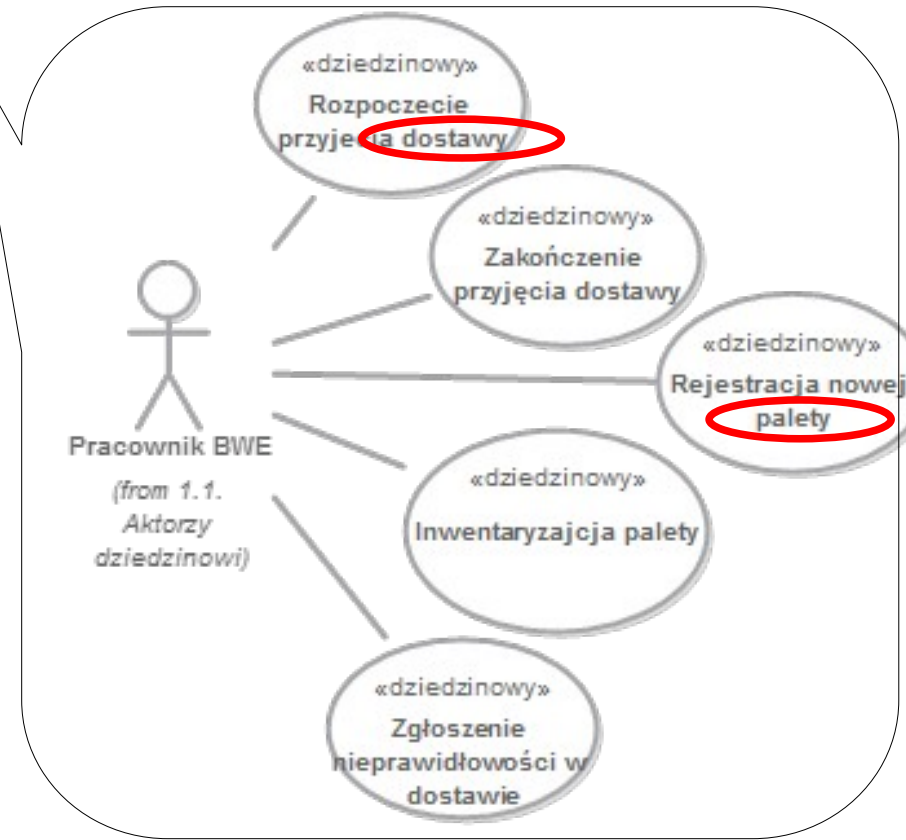 «dziedzinowy»
Rozpoczecie
przyjecia dostawy
«dziedzinowy»
Zakończenie
przyjęcia dostawy
«dziedzinowy»
Rejestracja nowej
palety
Pracownik BWE
(from 1.1.
Aktorzy
dziedzinowi)
«dziedzinowy»
Inwentaryzajcja palety
«dziedzinowy»
Zgłoszenie
nieprawidłowości w
dostawie